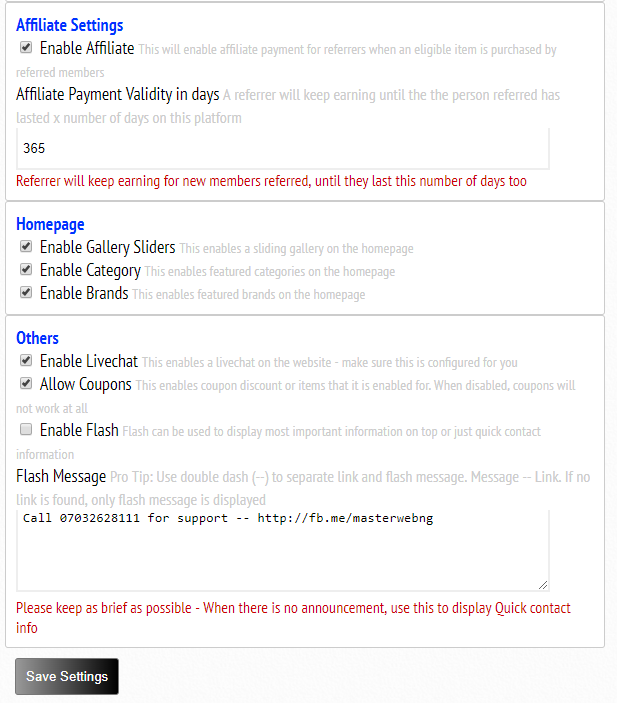 Affiliate Settings
Enable Affiliate This will enable affiliate payment for referrers when an eligible item is purchased by
referred members
Affiliate Payment Validity in days A referrer will keep earning until the the person referred has
lasted x number of days on this platform
365
Referrer will keep earning for new members referred, until they last this number of days too
Homepage
Enable Gallery Sliders This enables a sliding gallery on the homepage
Enable Category This enables featured categories on the homepage
Enable Brands This enables featured brands on the homepage
Others
Enable Livechat This enables a livechat on the website - make sure this is configured for you
Allow Coupons This enables coupon discount or items that it is enabled for. When disabled, coupons will
not work at all
Enable Flash Flash can be used to display most important information on top or just quick contact
information
Flash Message Pro Tip: Use double dash (--) to separate link and flash message. Message -- Link. If no
link is found, only flash message is displayed
Call 07032628111 for support -- http://fb.me/masterwebng
Please keep as brief as possible - When there is no announcement, use this to display Quick contact
info
Save Settings